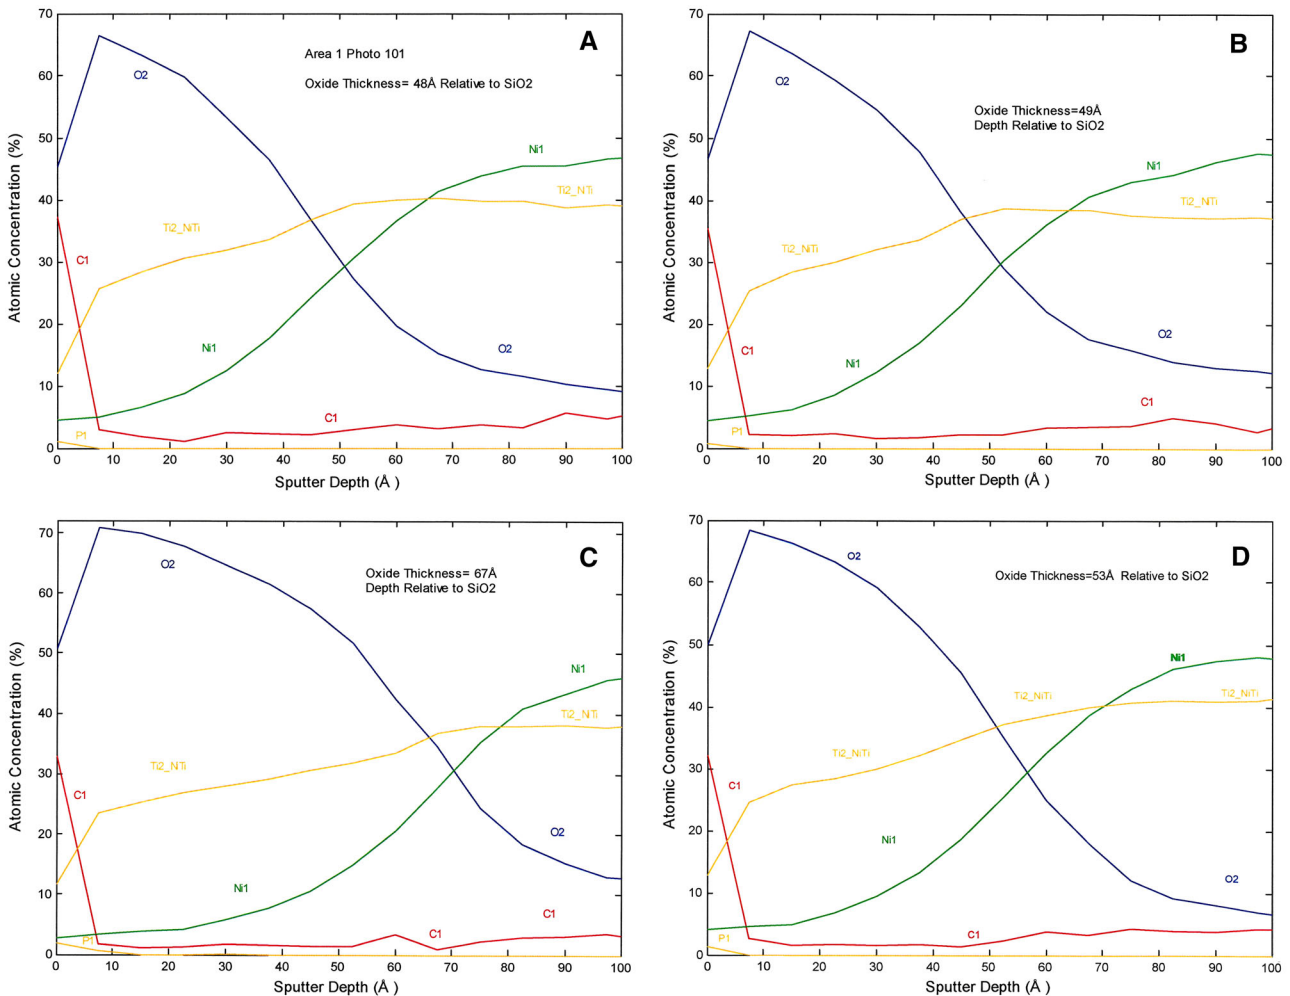 70
60
50
40
30
20
10
0
Atomic Concentration (%)
A
Area 1 Photo 101
Oxide Thickness= 48Å Relative to SiO2
O2
Ni1
Ti2_NiTi
Ti2_NiTi
C1
Ni1
O2
C1
P1
0 10 20 30 40 50 60 70 80 90 100
Sputter Depth (Å )
70
60
50
40
30
20
10
0
Atomic Concentration (%)
B
O2
Oxide Thickness=49Å
Depth Relative to SiO2
Ni1
Ti2_NiTi
Ti2_NiTi
O2
C1
Ni1
C1
P1
0 10 20 30 40 50 60 70 80 90 100
Sputter Depth (Å )
70
60
50
40
30
20
10
0
Atomic Concentration (%)
C
O2
Oxide Thickness= 67Å
Depth Relative to SiO2
Ni1
Ti2_NiTi
Ti2_NiTi
C1
O2
Ni1
C1
C1
P1
0 10 20 30 40 50 60 70 80 90 100
Sputter Depth (Å )
70
60
50
40
30
20
10
0
Atomic Concentration (%)
D
O2
Oxide Thickness=53Å Relative to SiO2
Ni1
Ti2_NiTi
Ti2_NiTi
C1
Ni1
O2
C1
P1
0 10 20 30 40 50 60 70 80 90 100
Sputter Depth (Å )